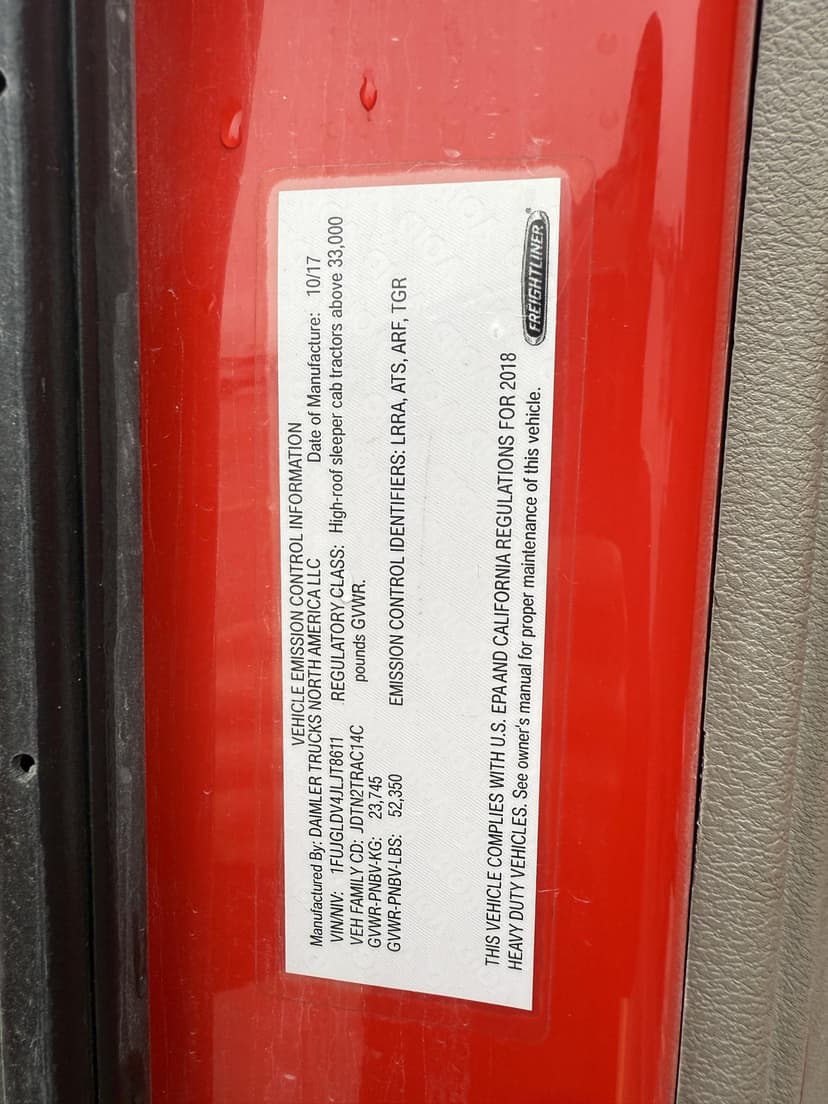 VEHICLE EMISSION CONTROL INFORMATION
Manufactured By: DAIMLER TRUCKS NORTH AMERICA LLC Date of Manufacture: 10/17
VIN/NIV: 1FUJGLDV4JLJT8611 REGULATORY CLASS: High-roof sleeper cab tractors above 33,000
VEH FAMILY CD: JDTN2TRAC14C pounds GVWR.
GVWR-PNBV-KG: 23,745
GVWR-PNBV-LBS: 52,350 EMISSION CONTROL IDENTIFIERS: LRRA, ATS, ARF, TGR
THIS VEHICLE COMPLIES WITH U.S. EPA AND CALIFORNIA REGULATIONS FOR 2018
HEAVY DUTY VEHICLES. See owner's manual for proper maintenance of this vehicle.
FREIGHTLINER®